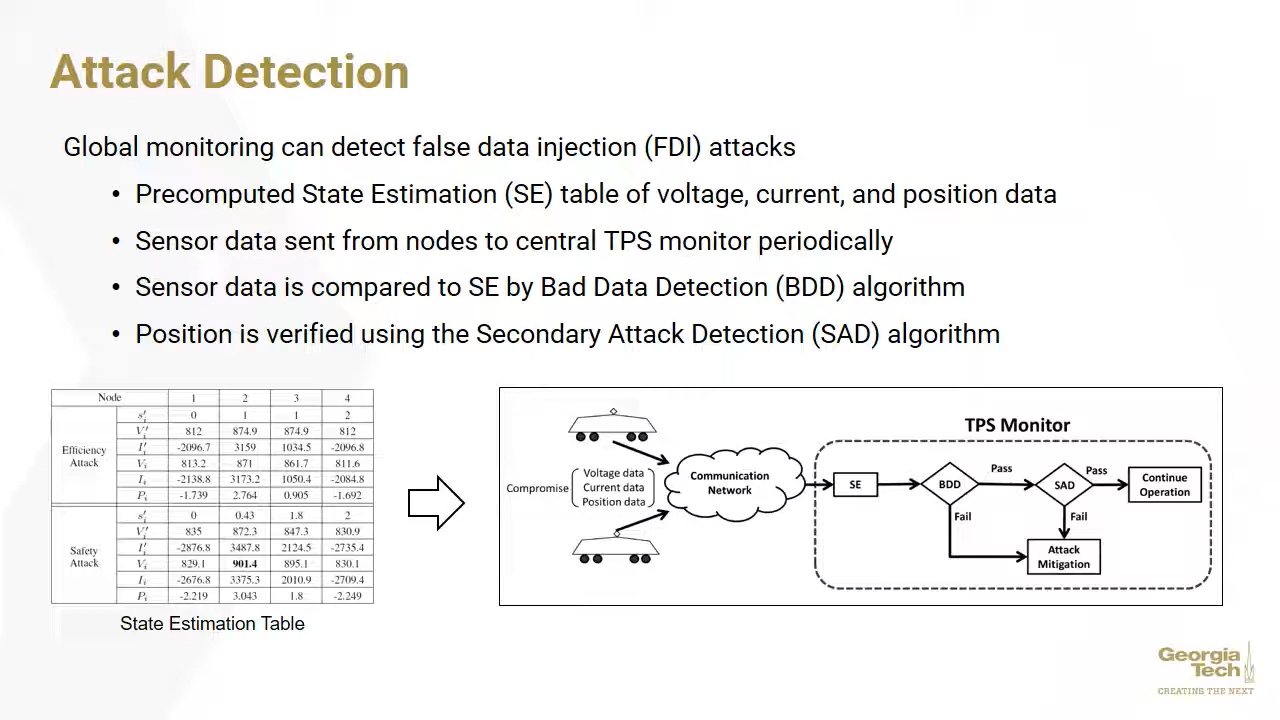 Attack Detection
Global monitoring can detect false data injection (FDI) attacks
• Precomputed State Estimation (SE) table of voltage, current, and position data
• Sensor data sent from nodes to central TPS monitor periodically
• Sensor data is compared to SE by Bad Data Detection (BDD) algorithm
• Position is verified using the Secondary Attack Detection (SAD) algorithm
Node 1 2 3 4
Efficiency Attack
s'i 0 1 1 2
V'i 812 874.9 874.9 812
I'i -2096.7 3159 1034.5 -2096.8
Vi 813.2 871 861.7 811.6
Ii -2138.8 3173.2 1050.4 -2084.8
Pi -1.739 2.764 0.905 -1.692
Safety Attack
s'i 0 0.43 1.8 2
V'i 835 872.3 847.3 830.9
I'i -2876.8 3487.8 2124.5 -2735.4
Vi 829.1 901.4 895.1 830.1
Ii -2676.8 3375.3 2010.9 -2709.4
Pi -2.219 3.043 1.8 -2.249
State Estimation Table
Compromise
Voltage data
Current data
Position data
Communication
Network
TPS Monitor
SE
BDD
Pass
Fail
SAD
Pass
Fail
Continue
Operation
Attack
Mitigation
Georgia
Tech
CREATING THE NEXT